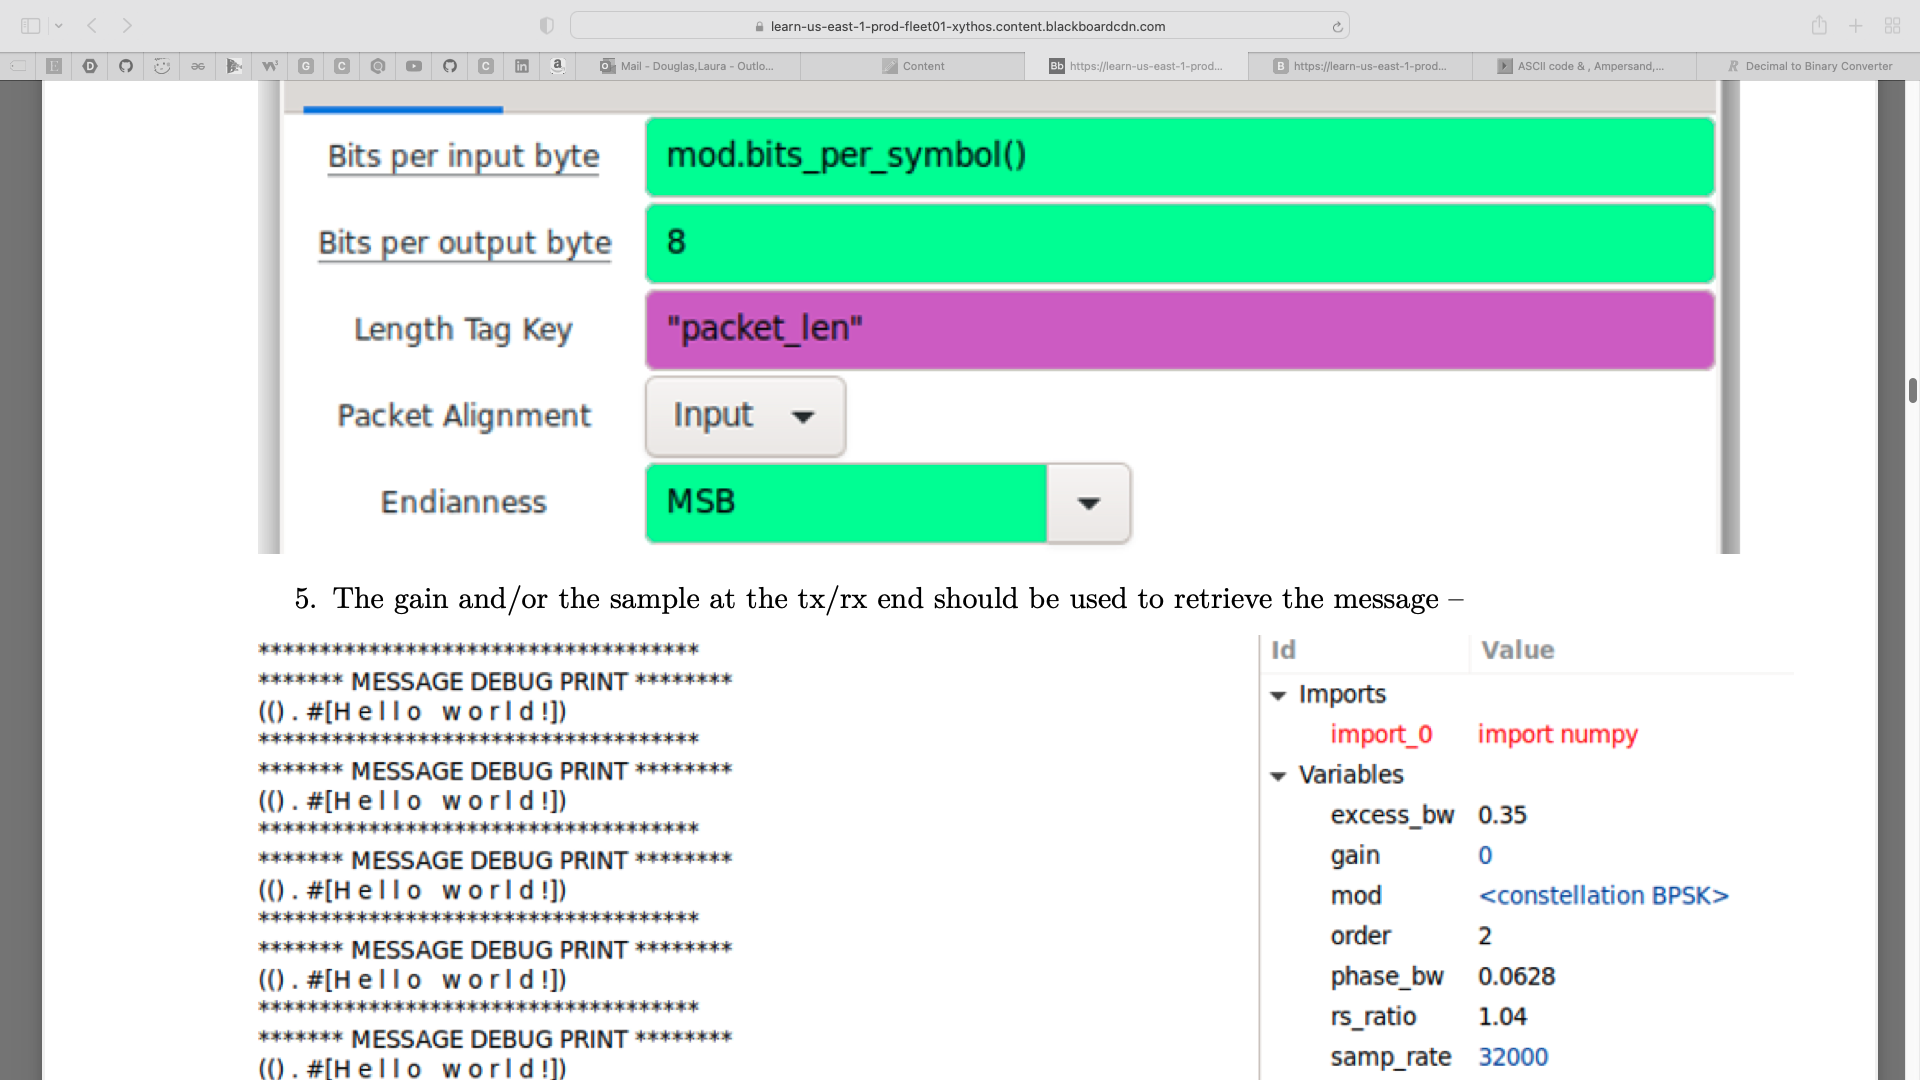 learn-us-east-1-prod-fleet01-xythos.content.blackboardcdn.com
Mail - Douglas,Laura - Outlo...
Content
https://learn-us-east-1-prod...
https://learn-us-east-1-prod...
ASCII code & , Ampersand,...
Decimal to Binary Converter
Bits per input byte mod.bits_per_symbol()
Bits per output byte 8
Length Tag Key "packet_len"
Packet Alignment Input
Endianness MSB
5. The gain and/or the sample at the tx/rx end should be used to retrieve the message –
************************************
******* MESSAGE DEBUG PRINT ********
(() . #[H e l l o   w o r l d !])
************************************
******* MESSAGE DEBUG PRINT ********
(() . #[H e l l o   w o r l d !])
************************************
******* MESSAGE DEBUG PRINT ********
(() . #[H e l l o   w o r l d !])
************************************
******* MESSAGE DEBUG PRINT ********
(() . #[H e l l o   w o r l d !])
************************************
******* MESSAGE DEBUG PRINT ********
(() . #[H e l l o   w o r l d !])
Id Value
Imports
import_0 import numpy
Variables
excess_bw 0.35
gain 0
mod <constellation BPSK>
order 2
phase_bw 0.0628
rs_ratio 1.04
samp_rate 32000